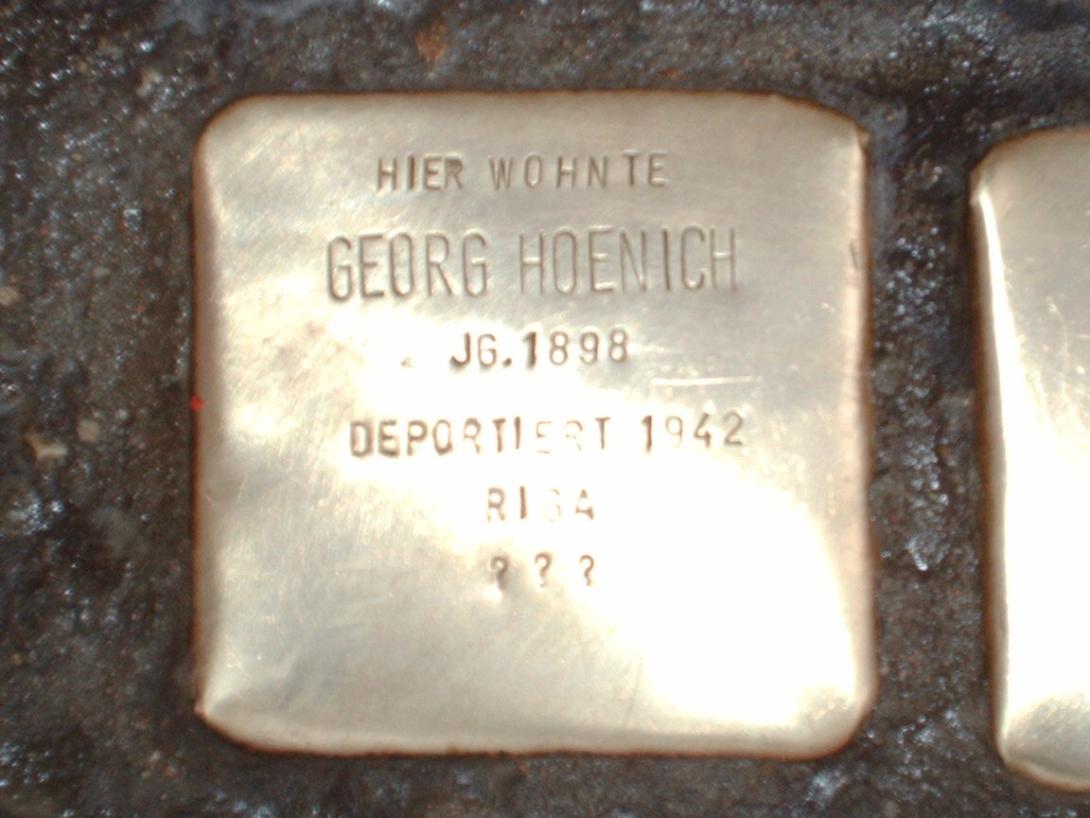 HIER WOHNTE
GEORG HOENICH
JG. 1898
DEPORTIERT 1942
RIGA
? ? ?